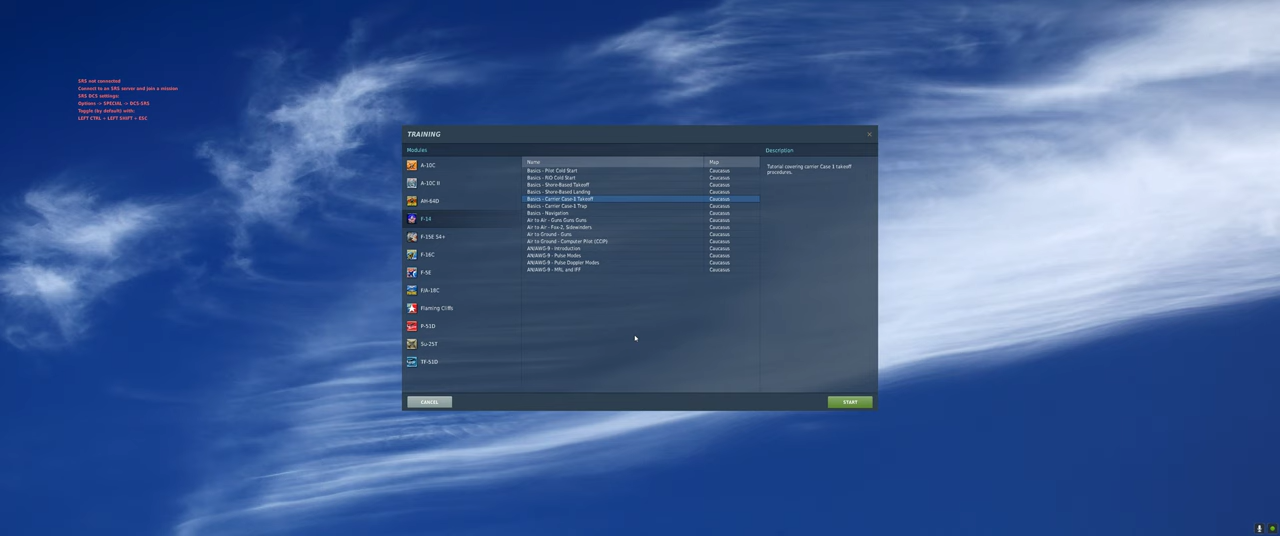 SRS not connected
Connect to an SRS server and join a mission
SRS DCS settings:
Options -> SPECIAL -> DCS-SRS
Toggle (by default) with:
LEFT CTRL + LEFT SHIFT + ESC
TRAINING
Modules
Description
A-10C
A-10C II
AH-64D
F-14
F-15E S4+
F-16C
F-5E
F/A-18C
Flaming Cliffs
P-51D
Su-25T
TF-51D
Name Map
Basics - Pilot Cold Start Caucasus
Basics - RIO Cold Start Caucasus
Basics - Shore-Based Takeoff Caucasus
Basics - Shore-Based Landing Caucasus
Basics - Carrier Case-1 Takeoff Caucasus
Basics - Carrier Case-1 Trap Caucasus
Basics - Navigation Caucasus
Air to Air - Guns Guns Guns Caucasus
Air to Air - Fox-2, Sidewinders Caucasus
Air to Ground - Guns Caucasus
Air to Ground - Computer Pilot (CCIP) Caucasus
AN/AWG-9 - Introduction Caucasus
AN/AWG-9 - Pulse Modes Caucasus
AN/AWG-9 - Pulse Doppler Modes Caucasus
AN/AWG-9 - MRL and IFF Caucasus
Tutorial covering carrier Case 1 takeoff
procedures.
CANCEL
START